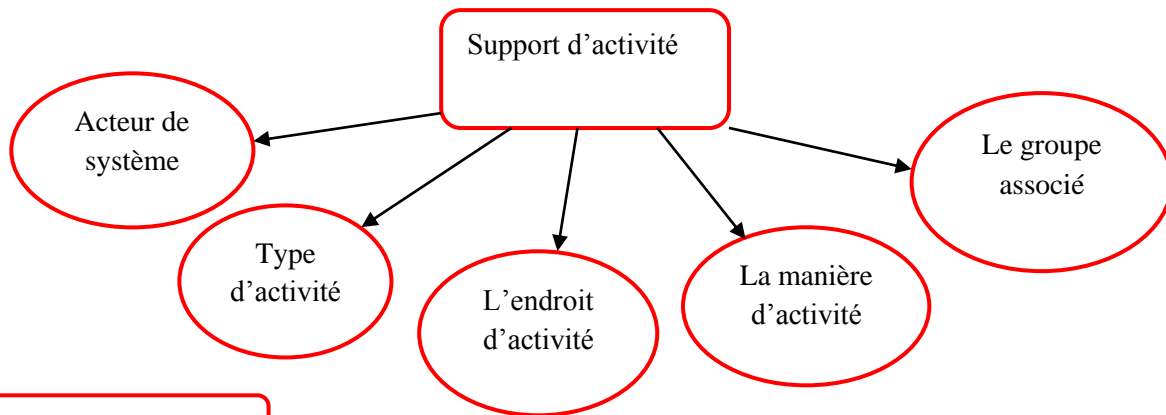 Support d’activité
Acteur de
système
Le groupe
associé
Type
d’activité
La manière
d’activité
L’endroit
d’activité